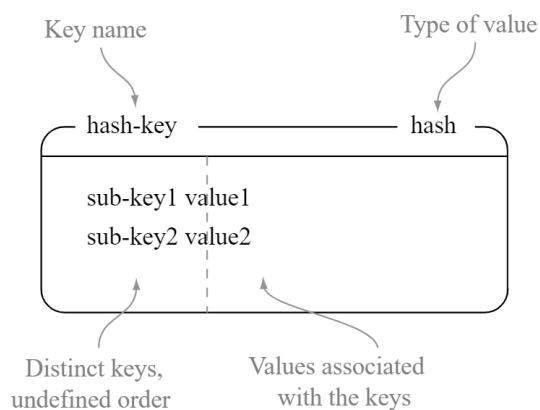 Key name
Type of value
hash-key
hash
sub-key1 value1
sub-key2 value2
Distinct keys,
undefined order
Values associated
with the keys